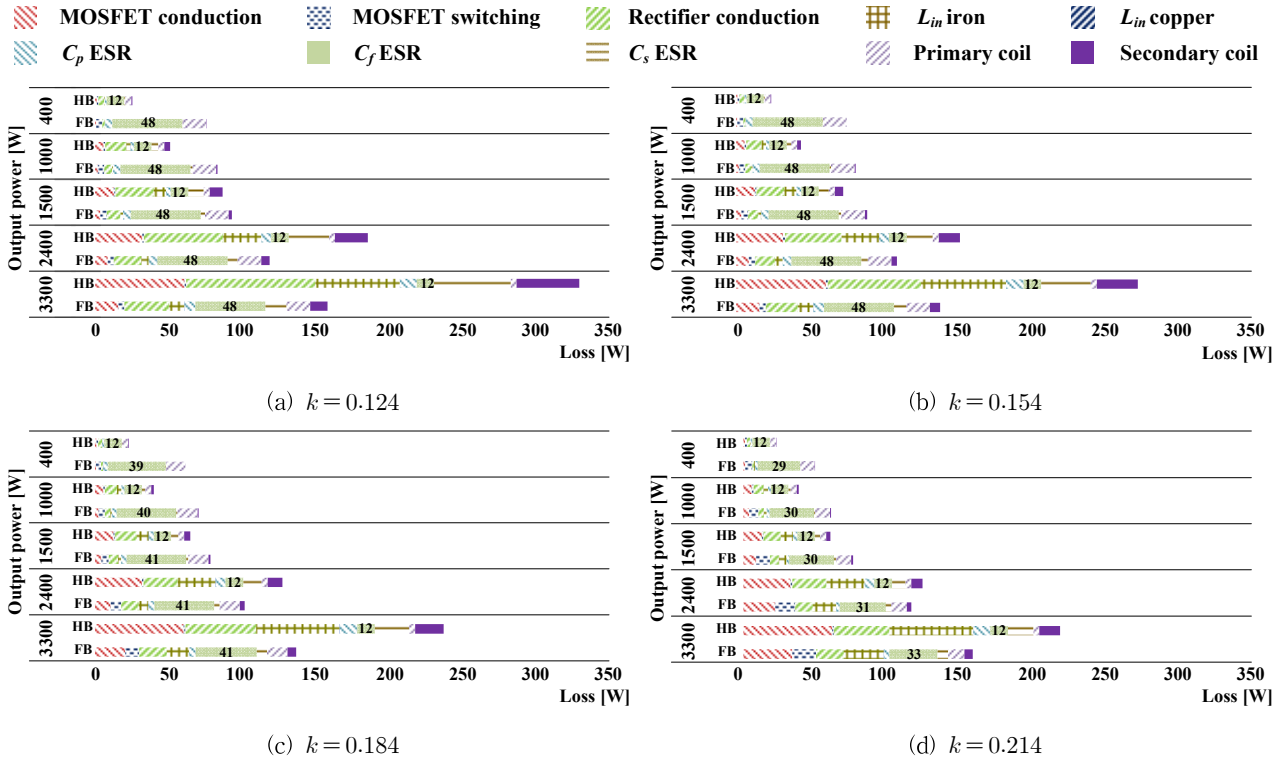 MOSFET conduction MOSFET switching Rectifier conduction Lin iron Lin copper
Cp ESR Cf ESR Cs ESR Primary coil Secondary coil
Output power [W]
400
HB 12
FB 48
1000
HB 12
FB 48
1500
HB 12
FB 48
2400
HB 12
FB 48
3300
HB 12
FB 48
0 50 100 150 200 250 300 350
Loss [W]
(a) k=0.124
Output power [W]
400
HB 12
FB 48
1000
HB 12
FB 48
1500
HB 12
FB 48
2400
HB 12
FB 48
3300
HB 12
FB 48
0 50 100 150 200 250 300 350
Loss [W]
(b) k=0.154
Output power [W]
400
HB 12
FB 39
1000
HB 12
FB 40
1500
HB 12
FB 41
2400
HB 12
FB 41
3300
HB 12
FB 41
0 50 100 150 200 250 300 350
Loss [W]
(c) k=0.184
Output power [W]
400
HB 12
FB 29
1000
HB 12
FB 30
1500
HB 12
FB 30
2400
HB 12
FB 31
3300
HB 12
FB 33
0 50 100 150 200 250 300 350
Loss [W]
(d) k=0.214